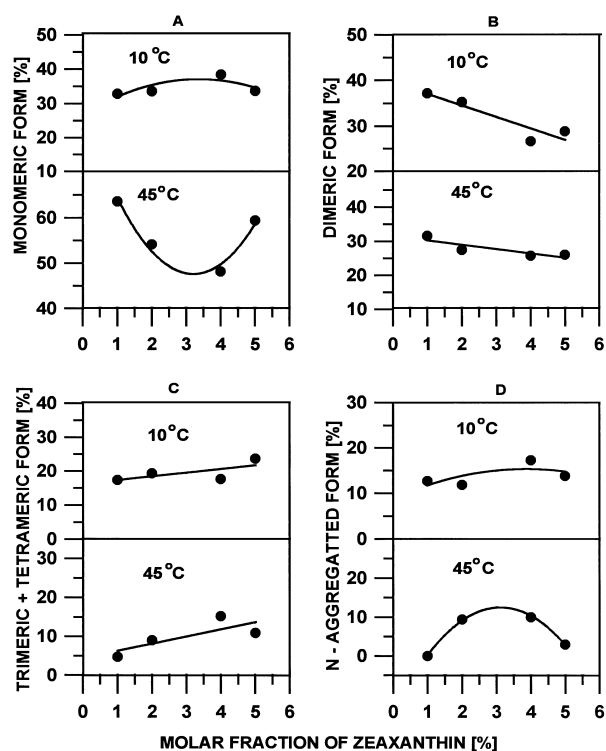 A
MONOMERIC FORM [%]
50
40
30
20
10
10 °C
60
50
40
45°C
0 1 2 3 4 5 6
B
DIMERIC FORM [%]
50
40
30
20
10°C
40
30
20
10
45°C
0 1 2 3 4 5 6
C
TRIMERIC + TETRAMERIC FORM [%]
40
30
20
10
0
10°C
30
20
10
0
45°C
0 1 2 3 4 5 6
D
N - AGGREGATTED FORM [%]
30
20
10
0
10°C
20
10
0
45°C
0 1 2 3 4 5 6
MOLAR FRACTION OF ZEAXANTHIN [%]